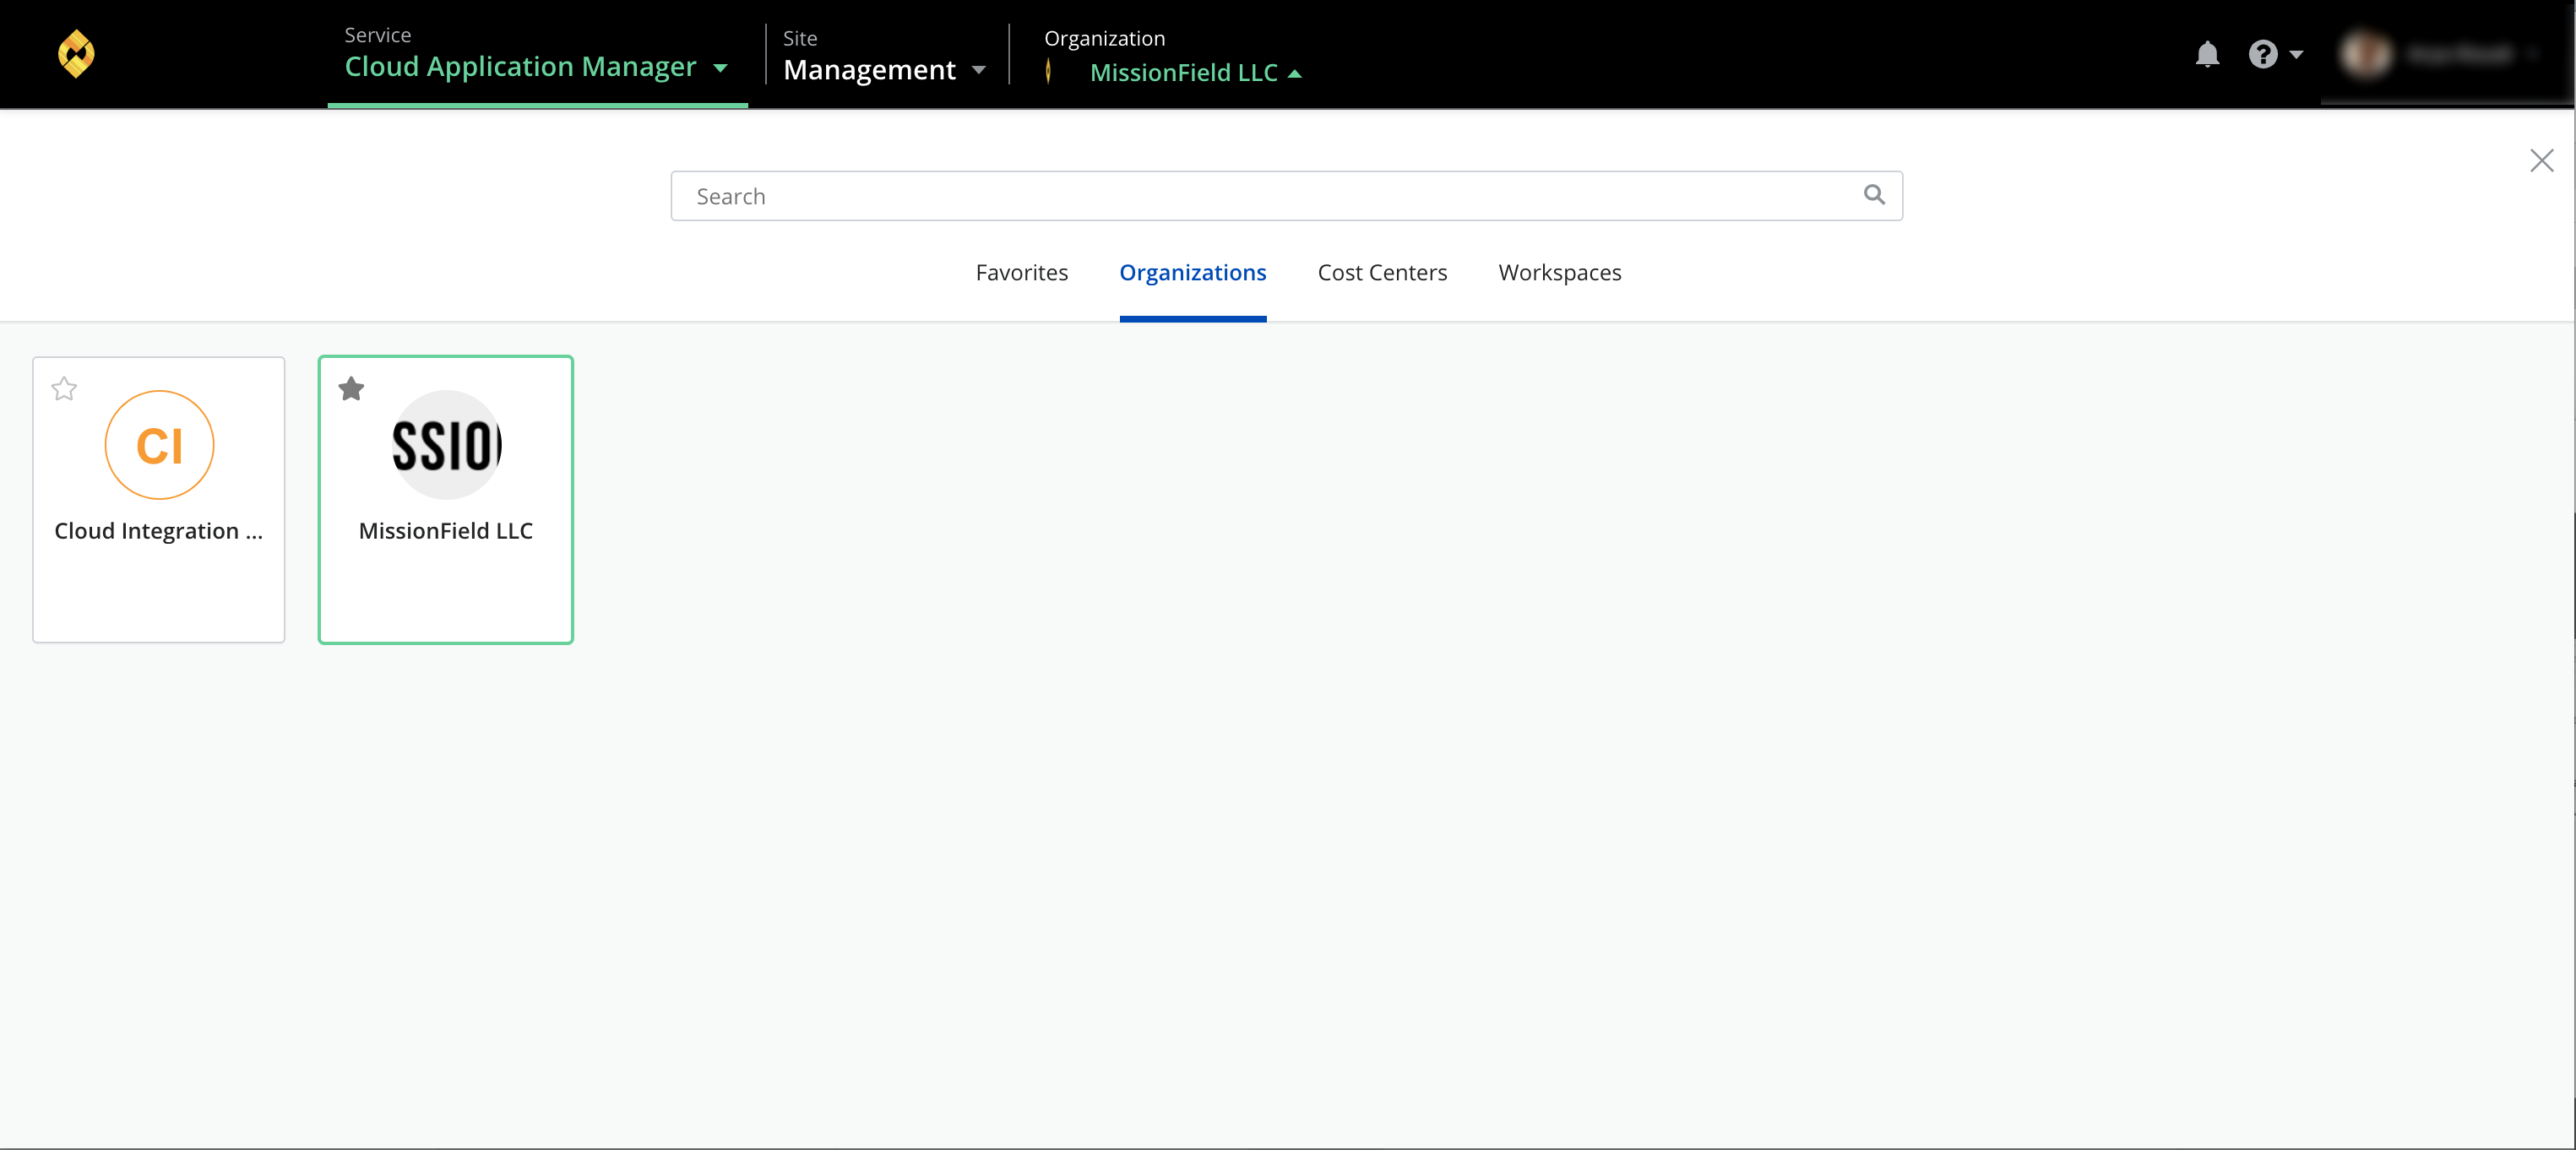 Service
Cloud Application Manager
Site
Management
Organization
MissionField LLC
Search
Favorites Organizations Cost Centers Workspaces
CI
SSIO
Cloud Integration ...
MissionField LLC